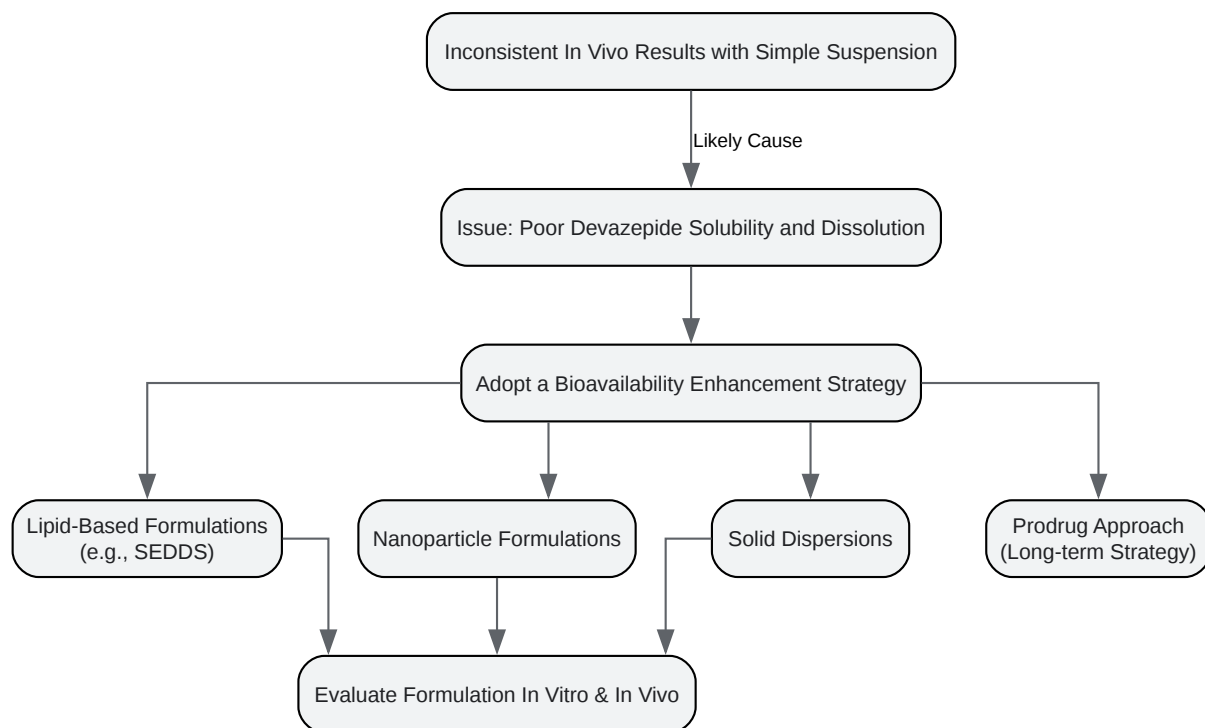 Inconsistent In Vivo Results with Simple Suspension
Likely Cause
Issue: Poor Devazepide Solubility and Dissolution
Adopt a Bioavailability Enhancement Strategy
Lipid-Based Formulations
(e.g., SEDDS)
Nanoparticle Formulations
Solid Dispersions
Prodrug Approach
(Long-term Strategy)
Evaluate Formulation In Vitro & In Vivo